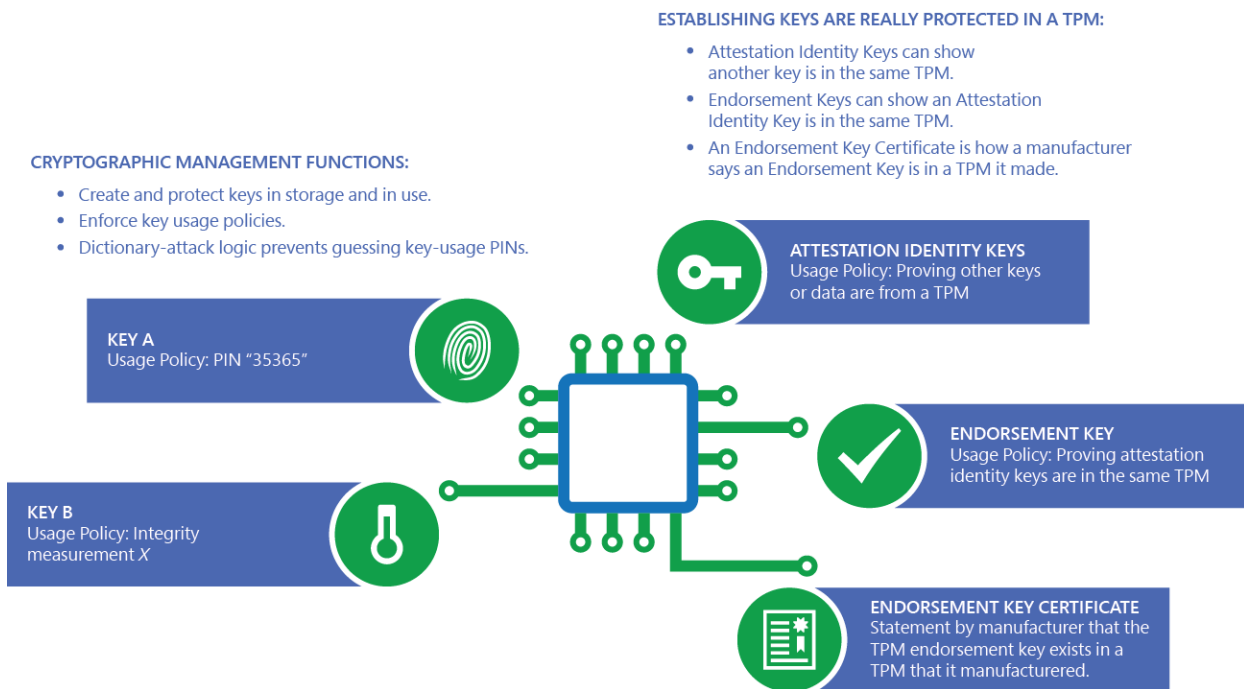 ESTABLISHING KEYS ARE REALLY PROTECTED IN A TPM:
• Attestation Identity Keys can show
another key is in the same TPM.
• Endorsement Keys can show an Attestation
Identity Key is in the same TPM.
• An Endorsement Key Certificate is how a manufacturer
says an Endorsement Key is in a TPM it made.
CRYPTOGRAPHIC MANAGEMENT FUNCTIONS:
• Create and protect keys in storage and in use.
• Enforce key usage policies.
• Dictionary-attack logic prevents guessing key-usage PINs.
ATTESTATION IDENTITY KEYS
Usage Policy: Proving other keys
or data are from a TPM
KEY A
Usage Policy: PIN “35365”
ENDORSEMENT KEY
Usage Policy: Proving attestation
identity keys are in the same TPM
KEY B
Usage Policy: Integrity
measurement X
ENDORSEMENT KEY CERTIFICATE
Statement by manufacturer that the
TPM endorsement key exists in a
TPM that it manufacturered.